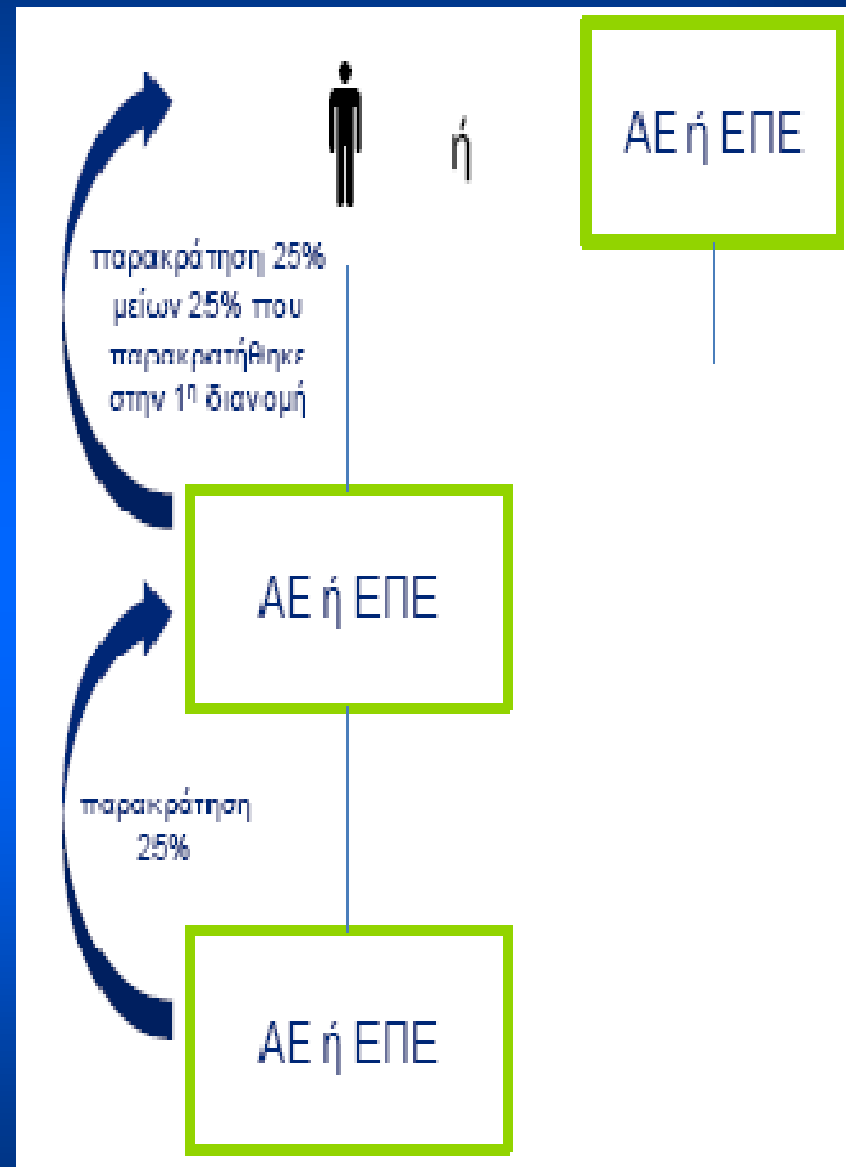 ή
ΑΕ ή ΕΠΕ
παρακράτηση 25%
μείων 25% που
παρακρατήθηκε
στην 1η διανομή
ΑΕ ή ΕΠΕ
παρακράτηση
25%
ΑΕ ή ΕΠΕ